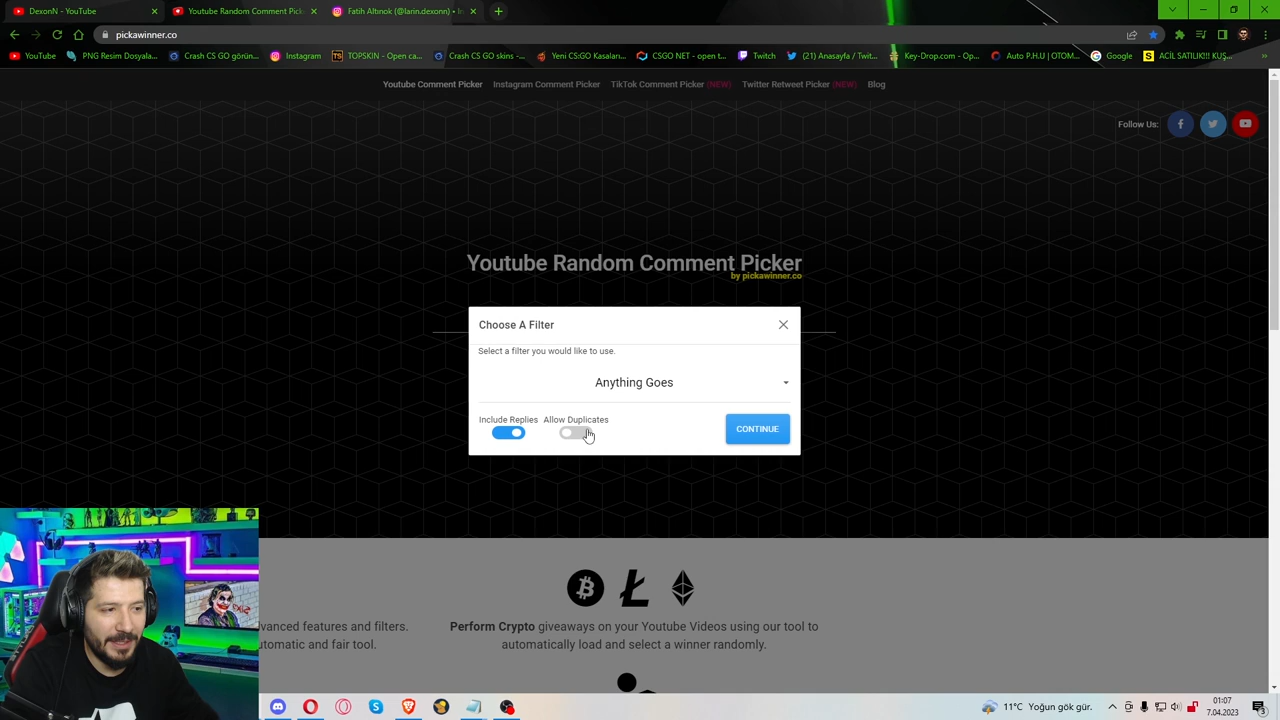 DexonN - YouTube
Youtube Random Comment Pick
Fatih Altınok (@larin.dexonn) • In
pickawinner.co
YouTube
PNG Resim Dosyala...
Crash CS GO görün...
Instagram
TOPSKIN - Open ca...
Crash CS GO skins -...
Yeni CS:GO Kasaları...
CSGO NET - open t...
Twitch
(21) Anasayfa / Twit...
Key-Drop.com - Op...
Auto P.H.U | OTOM...
Google
ACİL SATILIK!!! KUŞ...
Youtube Comment Picker
Instagram Comment Picker
TikTok Comment Picker (NEW)
Twitter Retweet Picker (NEW)
Blog
Follow Us:
Youtube Random Comment Picker
by pickawinner.co
Choose A Filter
Select a filter you would like to use.
Anything Goes
Include Replies
Allow Duplicates
CONTINUE
vanced features and filters.
utomatic and fair tool.
Perform Crypto giveaways on your Youtube Videos using our tool to
automatically load and select a winner randomly.
11°C Yoğun gök gür.
01:07
7.04.2023
3